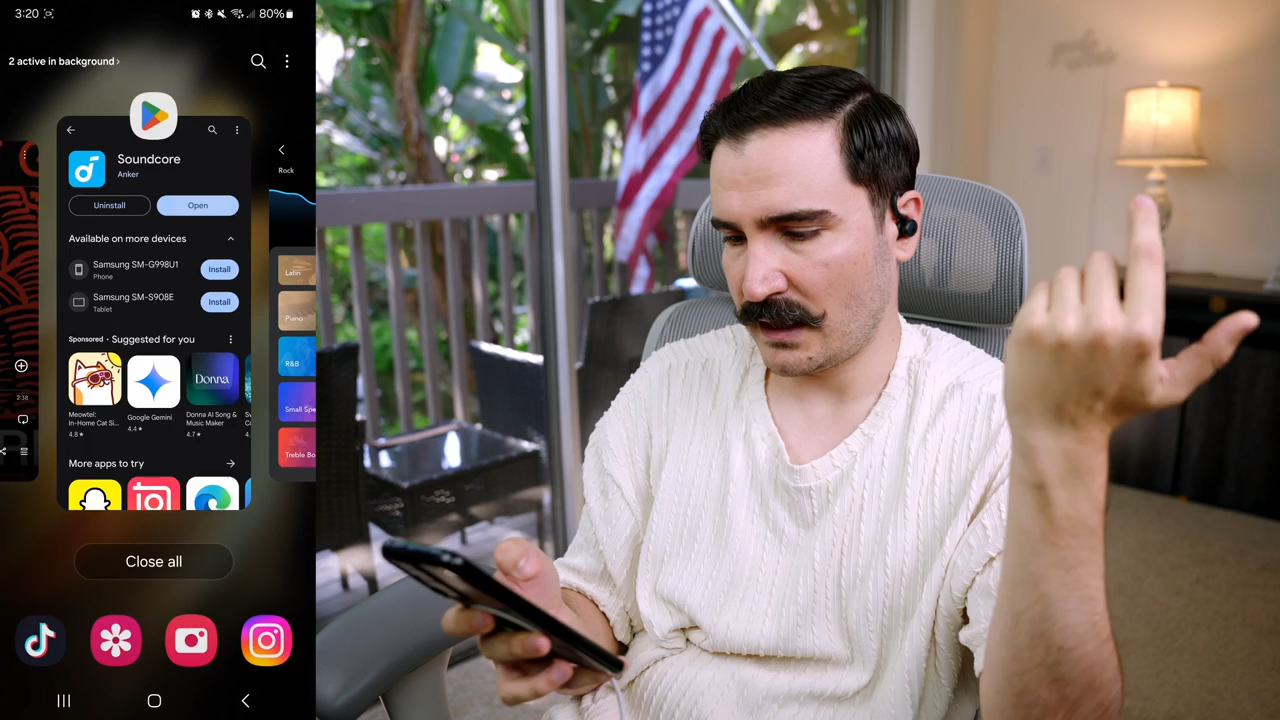 3:20
80%
2 active in background ›
Soundcore
Anker
Uninstall
Open
Available on more devices
Samsung SM-G998U1
Phone
Install
Samsung SM-S908E
Tablet
Install
Sponsored • Suggested for you
Donna
Meowtel:
In-Home Cat Si...
4.8★
Google Gemini
4.4★
Donna AI Song &
Music Maker
4.7★
More apps to try
Rock
Latin
Piano
R&B
Small Spe
Treble Bo
2:38
Close all